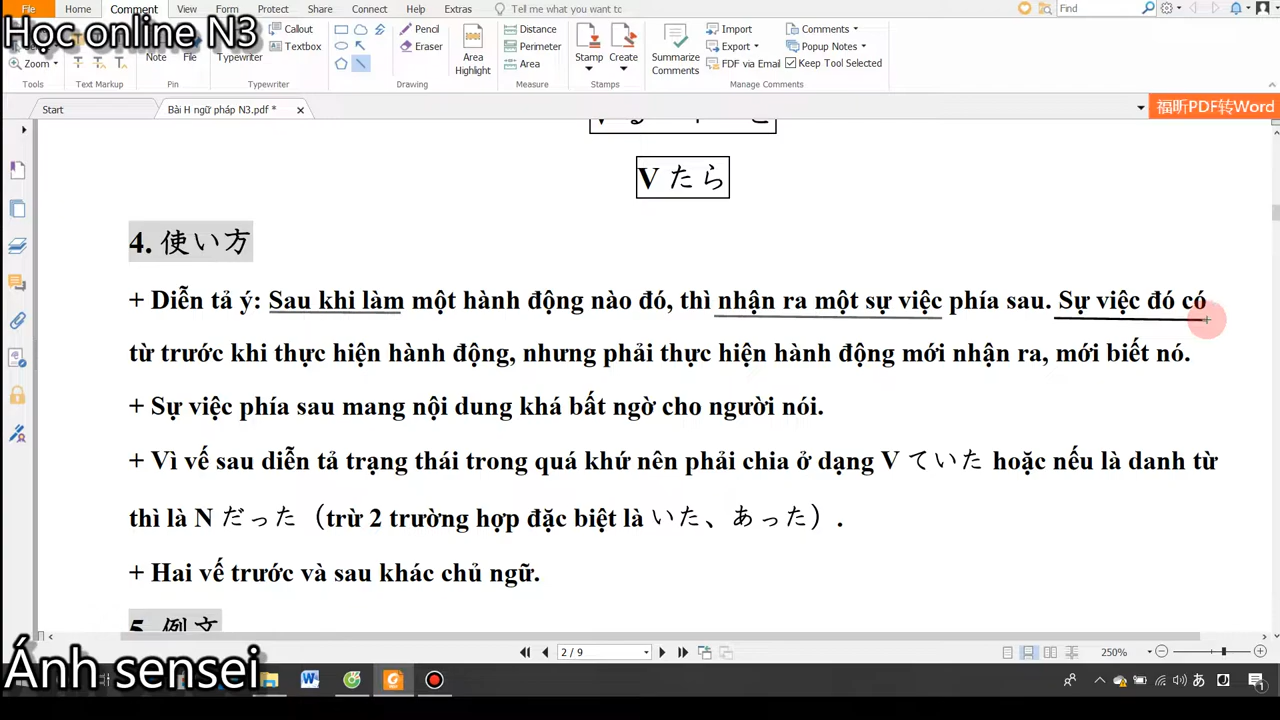 File Home Comment View Form Protect Share Connect Help Extras Tell me what you want to Find
Học online N3
Typewriter Note File Callout Textbox Pencil Eraser Area Highlight Distance Perimeter Area Stamp Create Summarize Comments Import Export FDF via Email Comments Popup Notes Keep Tool Selected
Zoom
Tools Text Markup Pin Typewriter Drawing Measure Stamps Manage Comments
Start Bài H ngữ pháp N3.pdf * 福昕PDF转Word
V たら
4. 使い方
+ Diễn tả ý: Sau khi làm một hành động nào đó, thì nhận ra một sự việc phía sau. Sự việc đó có
từ trước khi thực hiện hành động, nhưng phải thực hiện hành động mới nhận ra, mới biết nó.
+ Sự việc phía sau mang nội dung khá bất ngờ cho người nói.
+ Vì vế sau diễn tả trạng thái trong quá khứ nên phải chia ở dạng V ていた hoặc nếu là danh từ
thì là N だった（trừ 2 trường hợp đặc biệt là いた、あった）.
+ Hai vế trước và sau khác chủ ngữ.
5. 例文
2 / 9 250%
Ánh sensei